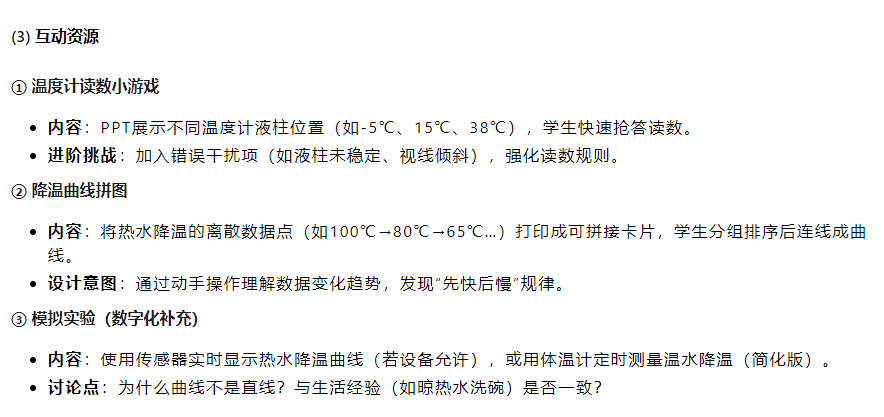 (3) 互动资源
① 温度计读数小游戏
• 内容：PPT展示不同温度计液柱位置（如-5℃、15℃、38℃），学生快速抢答读数。
• 进阶挑战：加入错误干扰项（如液柱未稳定、视线倾斜），强化读数规则。
② 降温曲线拼图
• 内容：将热水降温的离散数据点（如100℃→80℃→65℃…）打印成可拼接卡片，学生分组排序后连线成曲
线。
• 设计意图：通过动手操作理解数据变化趋势，发现“先快后慢”规律。
③ 模拟实验（数字化补充）
• 内容：使用传感器实时显示热水降温曲线（若设备允许），或用体温计定时测量温水降温（简化版）。
• 讨论点：为什么曲线不是直线？与生活经验（如晾热水洗碗）是否一致？